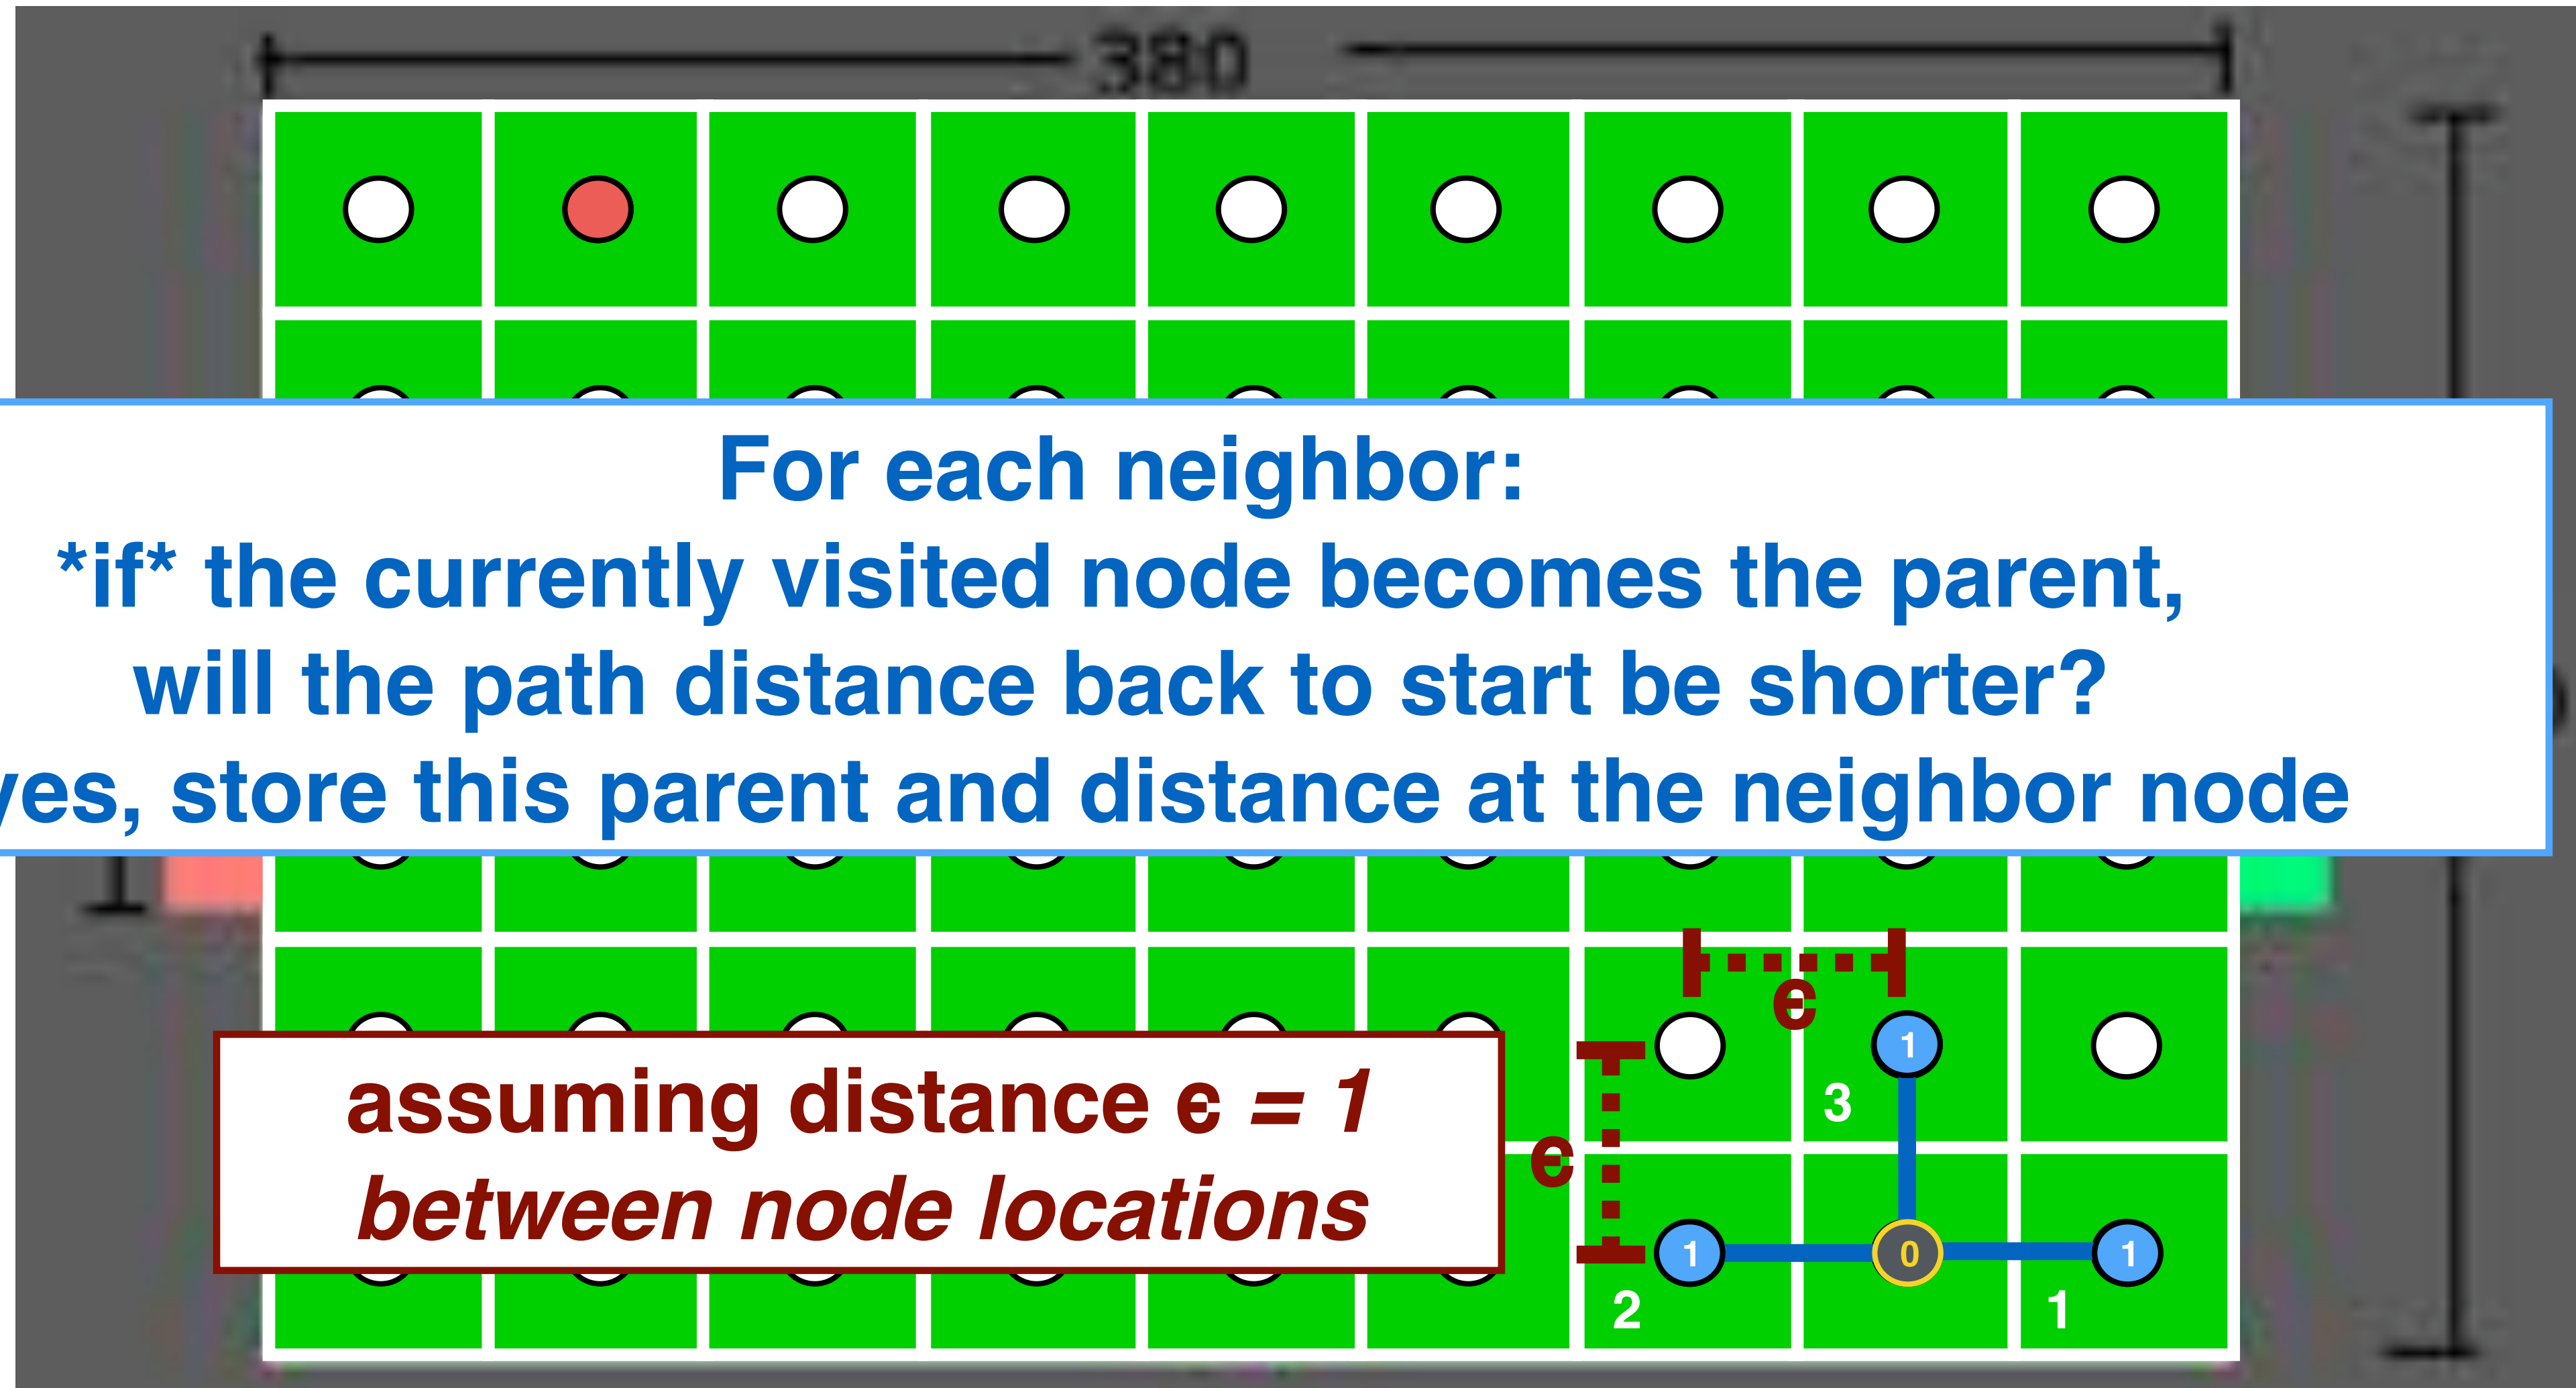 380
For each neighbor:
*if* the currently visited node becomes the parent,
will the path distance back to start be shorter?
yes, store this parent and distance at the neighbor node
ϵ
1
3
assuming distance ϵ = 1
between node locations
ϵ
1
0
1
2
1